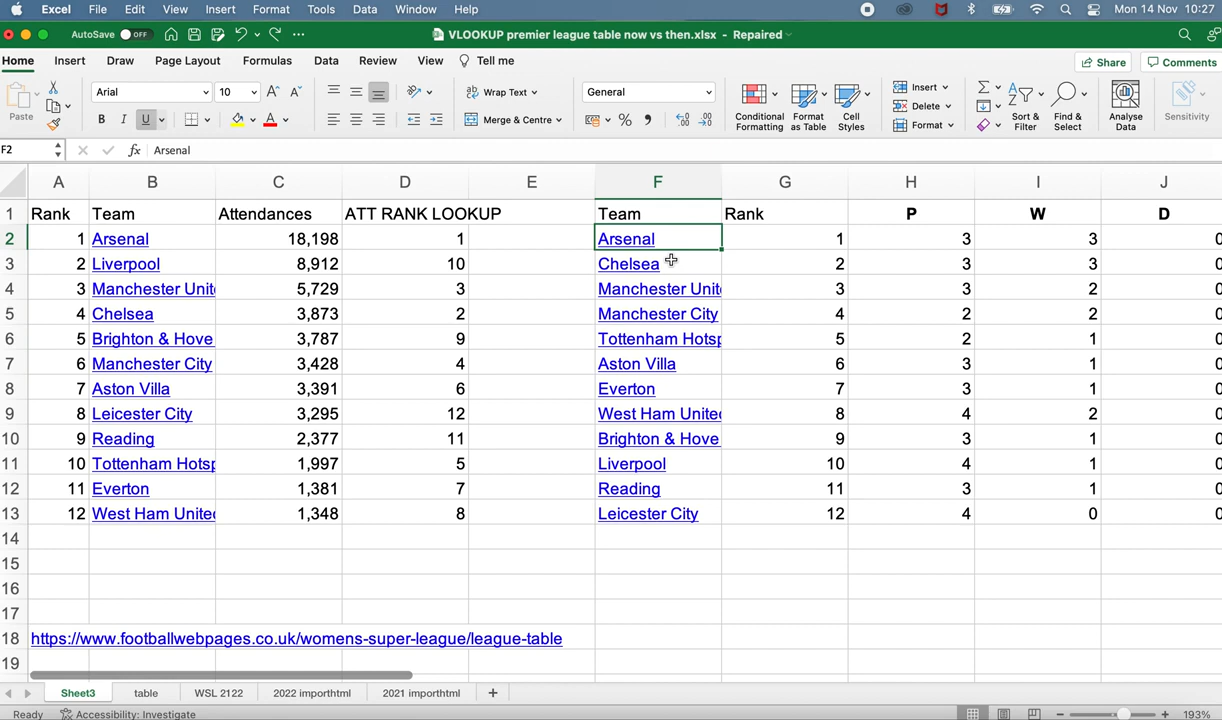 Excel File Edit View Insert Format Tools Data Window Help Mon 14 Nov 10:27
AutoSave OFF VLOOKUP premier league table now vs then.xlsx - Repaired
Home Insert Draw Page Layout Formulas Data Review View Tell me Share Comments
Paste Arial 10 A A Wrap Text General Conditional Formatting Format as Table Cell Styles Insert Sort & Filter Find & Select Analyse Data Sensitivity
B I U A Merge & Centre % Delete
Format
F2 fx Arsenal
A B C D E F G H I J
1 Rank Team Attendances ATT RANK LOOKUP Team Rank P W D
2 1 Arsenal 18,198 1 Arsenal 1 3 3 0
3 2 Liverpool 8,912 10 Chelsea 2 3 3 0
4 3 Manchester Unit 5,729 3 Manchester Unit 3 3 2 0
5 4 Chelsea 3,873 2 Manchester City 4 2 2 0
6 5 Brighton & Hove 3,787 9 Tottenham Hotsp 5 2 1 0
7 6 Manchester City 3,428 4 Aston Villa 6 3 1 0
8 7 Aston Villa 3,391 6 Everton 7 3 1 0
9 8 Leicester City 3,295 12 West Ham United 8 4 2 0
10 9 Reading 2,377 11 Brighton & Hove 9 3 1 0
11 10 Tottenham Hotsp 1,997 5 Liverpool 10 4 1 0
12 11 Everton 1,381 7 Reading 11 3 1 0
13 12 West Ham United 1,348 8 Leicester City 12 4 0 0
14
15
16
17
18 https://www.footballwebpages.co.uk/womens-super-league/league-table
19
Sheet3 table WSL 2122 2022 importhtml 2021 importhtml +
Ready Accessibility: Investigate 193%